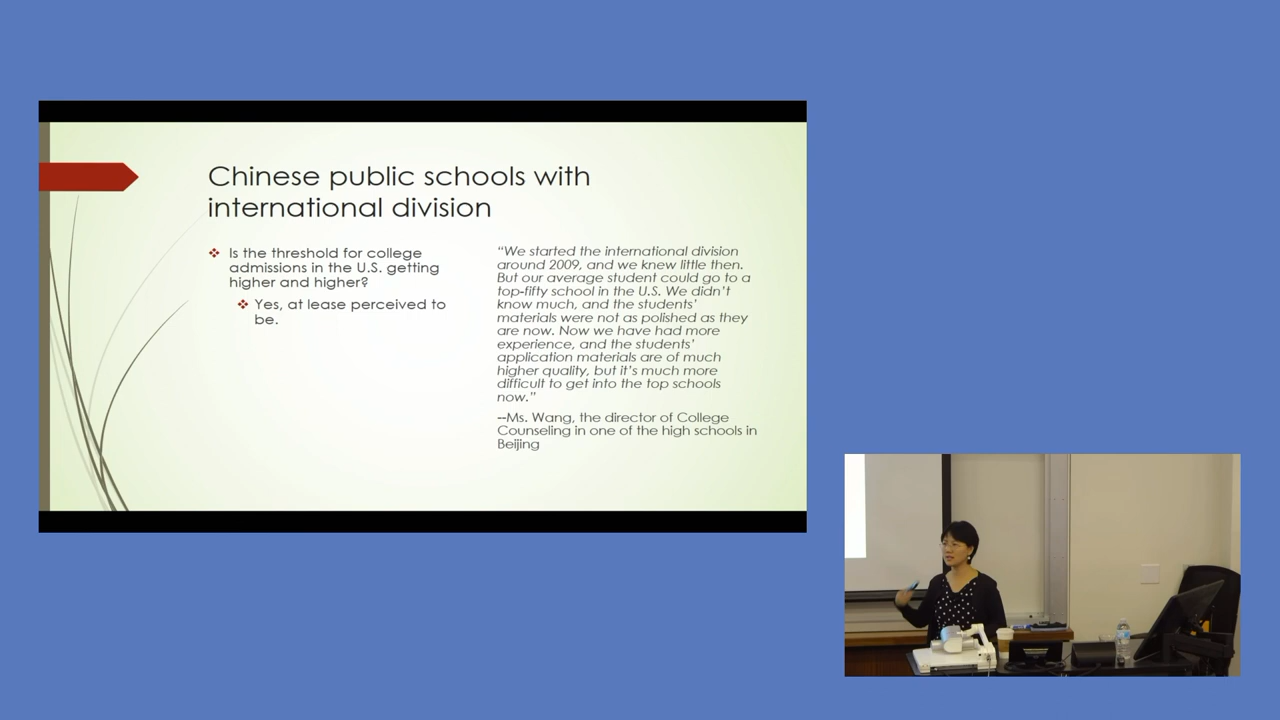 Chinese public schools with
international division
Is the threshold for college
admissions in the U.S. getting
higher and higher?
Yes, at lease perceived to
be.
“We started the international division
around 2009, and we knew little then.
But our average student could go to a
top-fifty school in the U.S. We didn’t
know much, and the students’
materials were not as polished as they
are now. Now we have had more
experience, and the students’
application materials are of much
higher quality, but it’s much more
difficult to get into the top schools
now.”
--Ms. Wang, the director of College
Counseling in one of the high schools in
Beijing